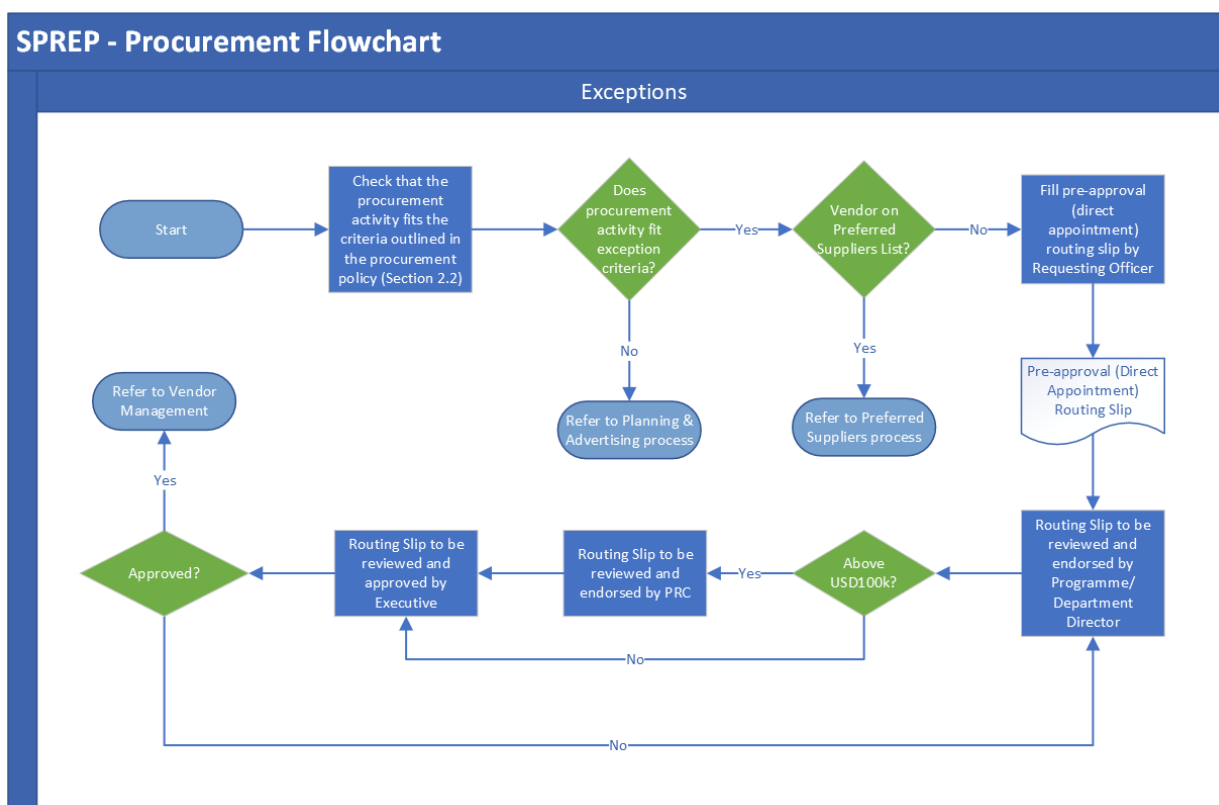 SPREP - Procurement Flowchart
Exceptions
Start
Check that the
procurement
activity fits the
criteria outlined in
the procurement
policy (Section 2.2)
Does
procurement
activity fit
exception
criteria?
Yes
Vendor on
Preferred
Suppliers List?
No
Fill pre-approval
(direct
appointment)
routing slip by
Requesting Officer
No
Refer to Planning &
Advertising process
Yes
Refer to Preferred
Suppliers process
Pre-approval (Direct
Appointment)
Routing Slip
Routing Slip to be
reviewed and
endorsed by
Programme/
Department
Director
Above
USD100k?
Yes
Routing Slip to be
reviewed and
endorsed by PRC
No
Routing Slip to be
reviewed and
approved by
Executive
Approved?
Yes
Refer to Vendor
Management
No